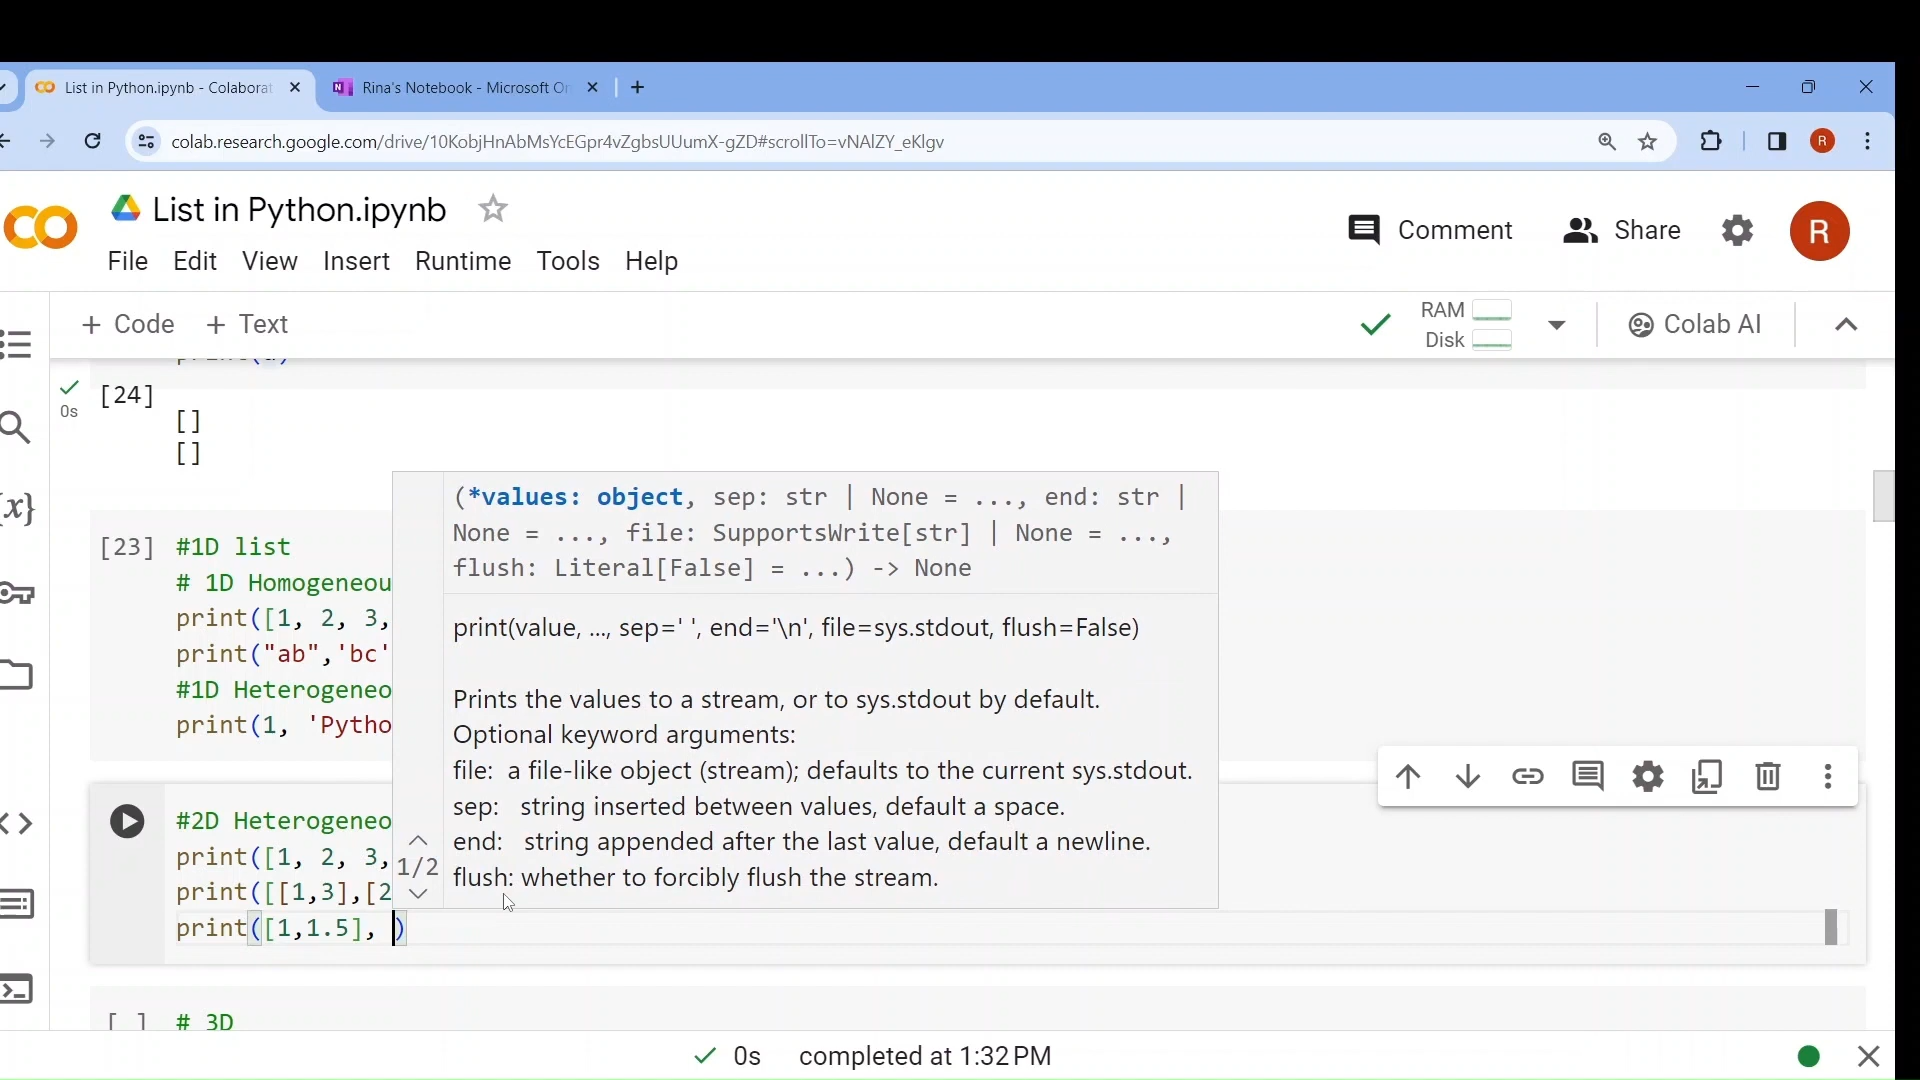 List in Python.ipynb - Colaborat
Rina's Notebook - Microsoft On
colab.research.google.com/drive/10KobjHnAbMsYcEGpr4vZgbsUUumX-gZD#scrollTo=vNAlZY_eKlgv
R
List in Python.ipynb
Comment
Share
R
File Edit View Insert Runtime Tools Help
+ Code + Text
RAM
Disk
Colab AI
0s
[24]
[]
[]
(*values: object, sep: str | None = ..., end: str |
None = ..., file: SupportsWrite[str] | None = ...,
flush: Literal[False] = ...) -> None
print(value, ..., sep=' ', end='\n', file=sys.stdout, flush=False)
Prints the values to a stream, or to sys.stdout by default.
Optional keyword arguments:
file: a file-like object (stream); defaults to the current sys.stdout.
sep: string inserted between values, default a space.
end: string appended after the last value, default a newline.
flush: whether to forcibly flush the stream.
1/2
[23] #1D list
# 1D Homogeneou
print([1, 2, 3,
print("ab",'bc'
#1D Heterogeneo
print(1, 'Pytho
#2D Heterogeneo
print([1, 2, 3,
print([[1,3],[2
print([1,1.5], )
[ ] # 3D
0s completed at 1:32 PM
{x}